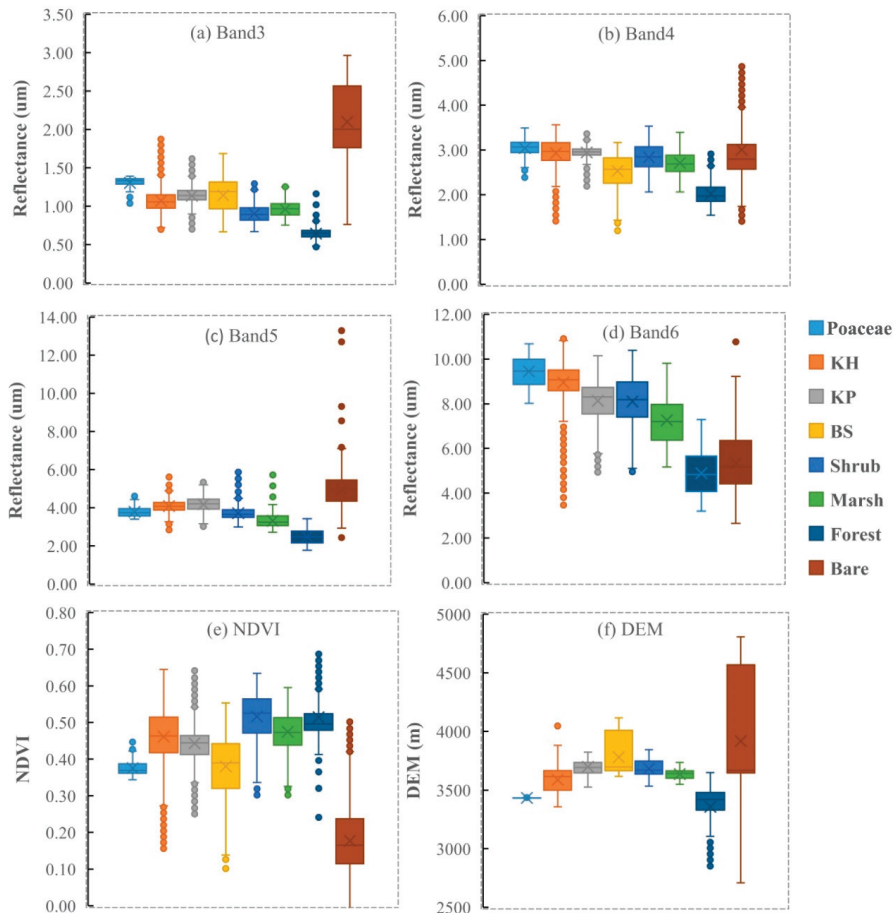 (a) Band3
Reflectance (um)
3.50
3.00
2.50
2.00
1.50
1.00
0.50
0.00
(b) Band4
Reflectance (um)
6.00
5.00
4.00
3.00
2.00
1.00
0.00
(c) Band5
Reflectance (um)
14.00
12.00
10.00
8.00
6.00
4.00
2.00
0.00
(d) Band6
Reflectance (um)
12.00
10.00
8.00
6.00
4.00
2.00
0.00
Poaceae
KH
KP
BS
Shrub
Marsh
Forest
Bare
(e) NDVI
NDVI
0.80
0.70
0.60
0.50
0.40
0.30
0.20
0.10
0.00
(f) DEM
DEM (m)
5000
4500
4000
3500
3000
2500